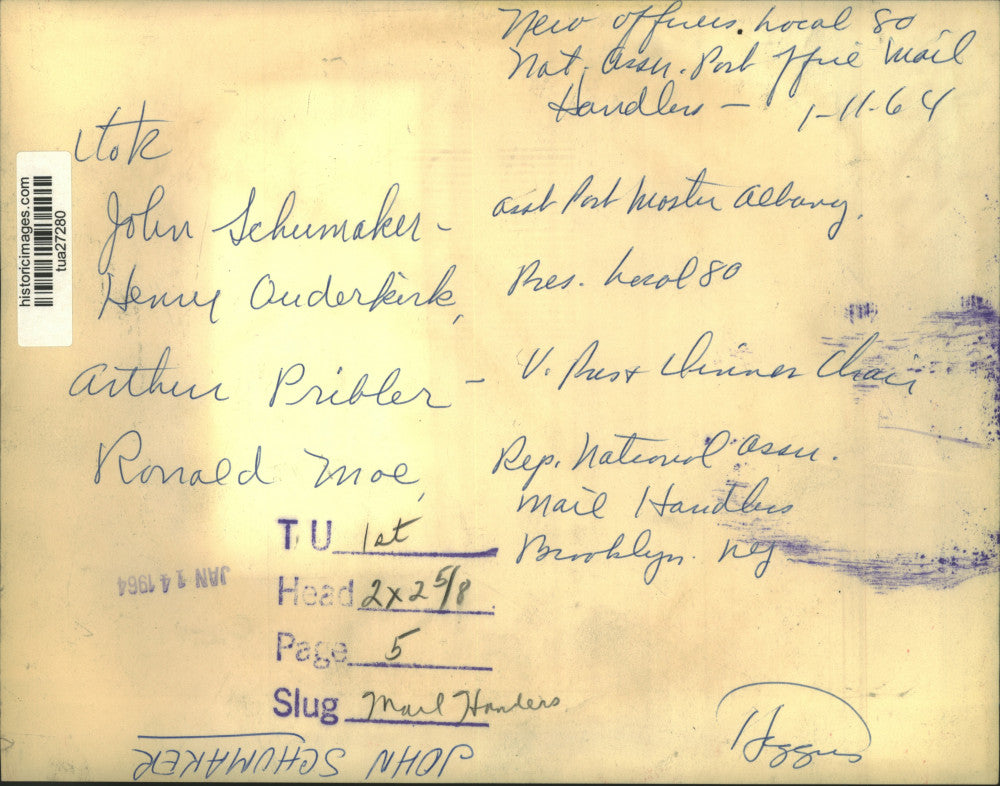 New officers. Local 80
Nat. Assn. Post Office Mail
Handlers - 1-11-64
ltok
John Schumaker - asst Post Master Albany.
Henry Ouderkirk, Pres. Local 80
Arthur Pribler - V. Pres + Dinner Chair
Ronald Moe, Rep. National Assn.
Mail Handlers
Brooklyn. NY
historicimages.com
tua27280
TU 1st
JAN 14 1964
Head 2x2 5/8
Page 5
Slug Mail Handers
JOHN SCHUMAKER